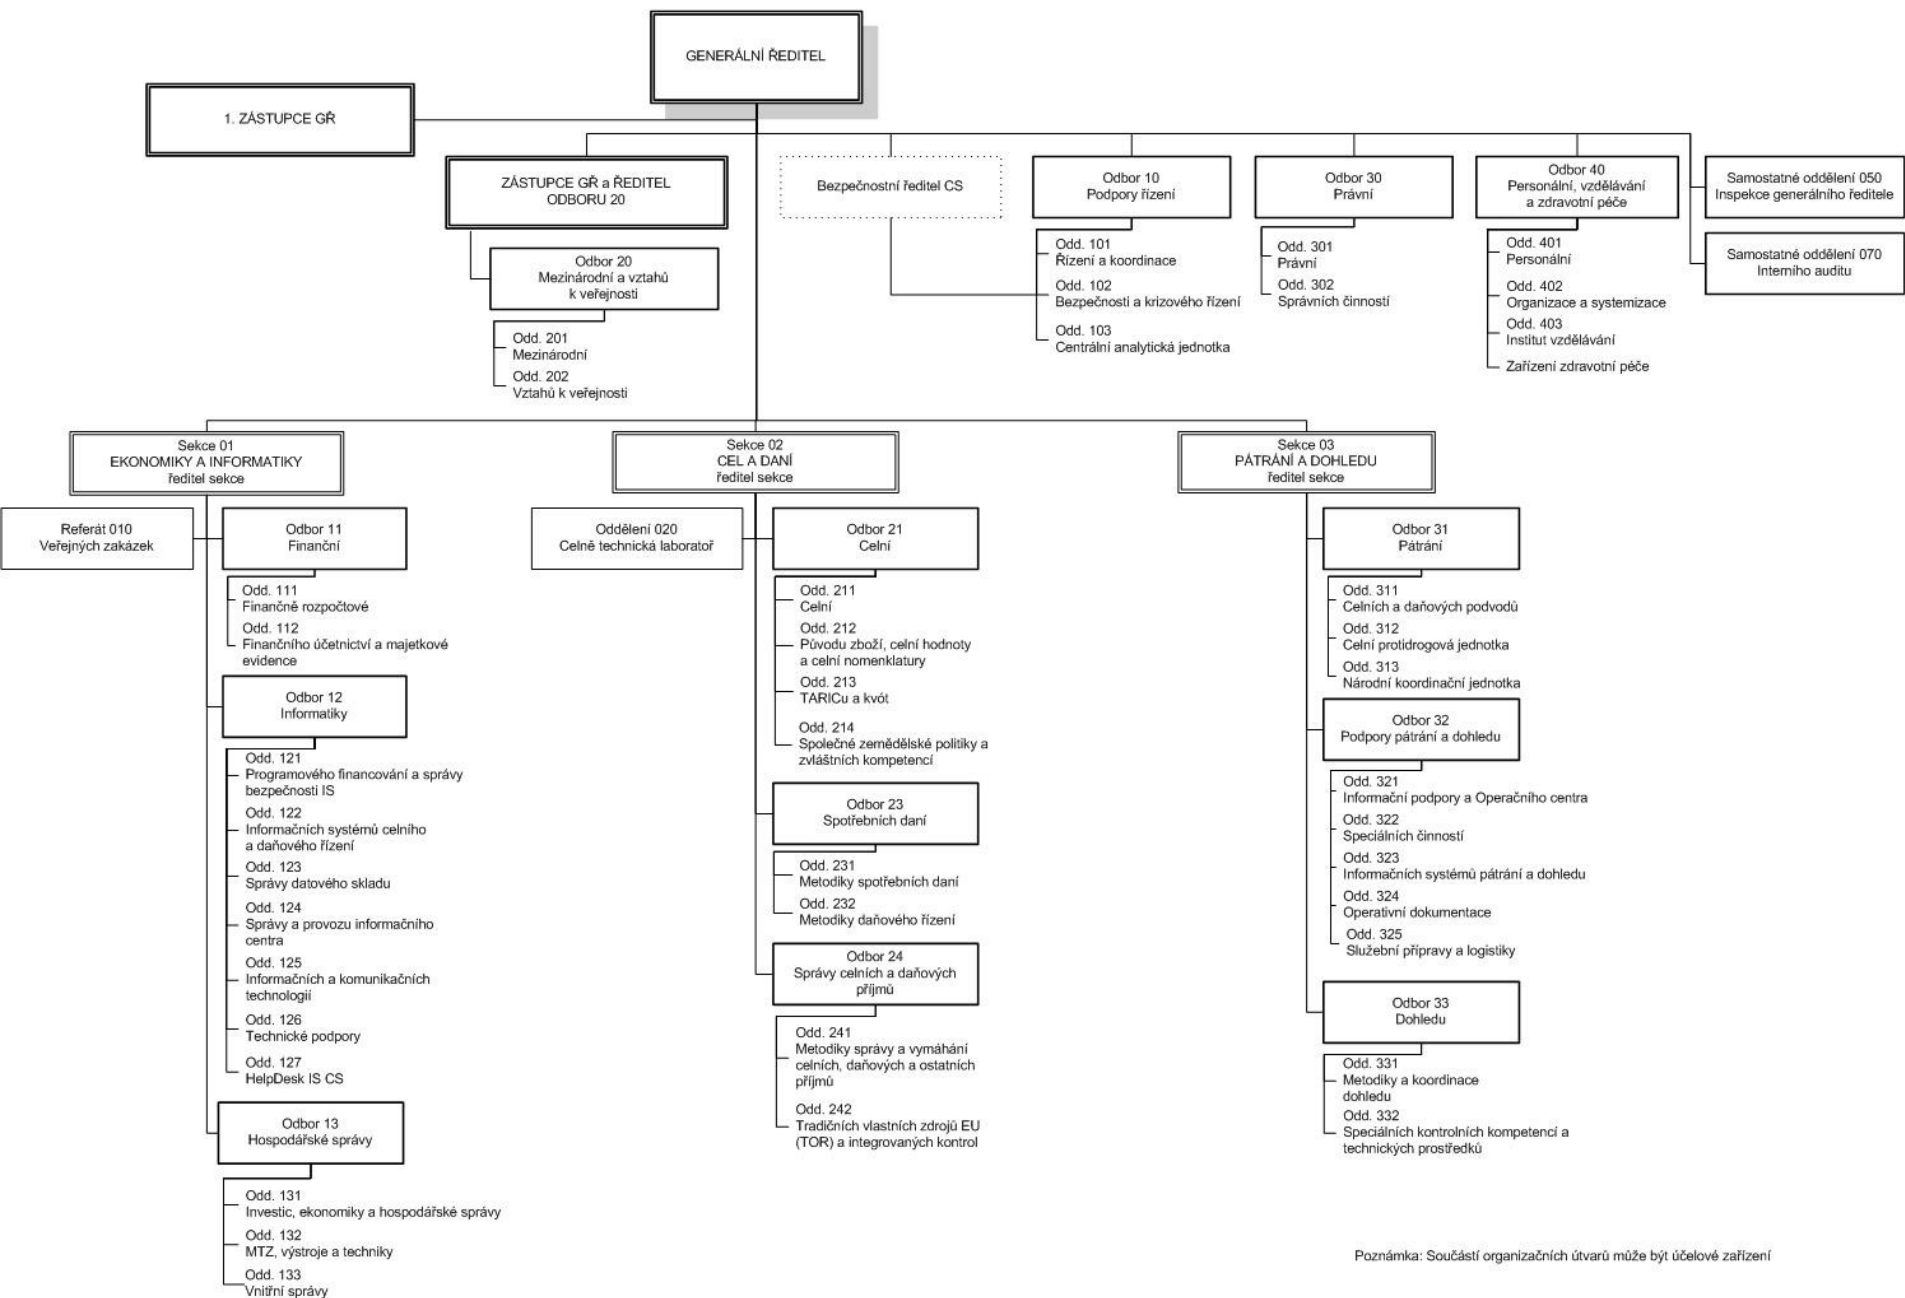 GENERÁLNÍ ŘEDITEL
1. ZÁSTUPCE GŘ
ZÁSTUPCE GŘ a ŘEDITEL
ODBORU 20
Odbor 20
Mezinárodní a vztahů
k veřejnosti
Odd. 201
Mezinárodní
Odd. 202
Vztahů k veřejnosti
Bezpečnostní ředitel CS
Odbor 10
Podpory řízení
Odd. 101
Řízení a koordinace
Odd. 102
Bezpečnosti a krizového řízení
Odd. 103
Centrální analytická jednotka
Odbor 30
Právní
Odd. 301
Právní
Odd. 302
Správních činností
Odbor 40
Personální, vzdělávání
a zdravotní péče
Odd. 401
Personální
Odd. 402
Organizace a systemizace
Odd. 403
Institut vzdělávání
Zařízení zdravotní péče
Samostatné oddělení 050
Inspekce generálního ředitele
Samostatné oddělení 070
Interního auditu
Sekce 01
EKONOMIKY A INFORMATIKY
ředitel sekce
Referát 010
Veřejných zakázek
Odbor 11
Finanční
Odd. 111
Finančně rozpočtové
Odd. 112
Finančního účetnictví a majetkové
evidence
Odbor 12
Informatiky
Odd. 121
Programového financování a správy
bezpečnosti IS
Odd. 122
Informačních systémů celního
a daňového řízení
Odd. 123
Správy datového skladu
Odd. 124
Správy a provozu informačního
centra
Odd. 125
Informačních a komunikačních
technologií
Odd. 126
Technické podpory
Odd. 127
HelpDesk IS CS
Odbor 13
Hospodářské správy
Odd. 131
Investic, ekonomiky a hospodářské správy
Odd. 132
MTZ, výstroje a techniky
Odd. 133
Vnitřní správy
Sekce 02
CEL A DANÍ
ředitel sekce
Oddělení 020
Celně technická laboratoř
Odbor 21
Celní
Odd. 211
Celní
Odd. 212
Původu zboží, celní hodnoty
a celní nomenklatury
Odd. 213
TARICu a kvót
Odd. 214
Společné zemědělské politiky a
zvláštních kompetencí
Odbor 23
Spotřebních daní
Odd. 231
Metodiky spotřebních daní
Odd. 232
Metodiky daňového řízení
Odbor 24
Správy celních a daňových
příjmů
Odd. 241
Metodiky správy a vymáhání
celních, daňových a ostatních
příjmů
Odd. 242
Tradičních vlastních zdrojů EU
(TOR) a integrovaných kontrol
Sekce 03
PÁTRÁNÍ A DOHLEDU
ředitel sekce
Odbor 31
Pátrání
Odd. 311
Celních a daňových podvodů
Odd. 312
Celní protidrogová jednotka
Odd. 313
Národní koordinační jednotka
Odbor 32
Podpory pátrání a dohledu
Odd. 321
Informační podpory a Operačního centra
Odd. 322
Speciálních činností
Odd. 323
Informačních systémů pátrání a dohledu
Odd. 324
Operativní dokumentace
Odd. 325
Služební přípravy a logistiky
Odbor 33
Dohledu
Odd. 331
Metodiky a koordinace
dohledu
Odd. 332
Speciálních kontrolních kompetencí a
technických prostředků
Poznámka: Součástí organizačních útvarů může být účelové zařízení